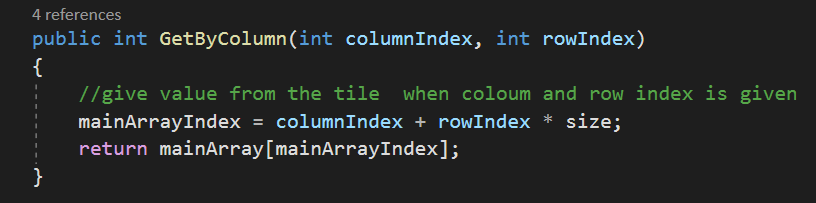 4 references
public int GetByColumn(int columnIndex, int rowIndex)
{
//give value from the tile  when coloum and row index is given
mainArrayIndex = columnIndex + rowIndex * size;
return mainArray[mainArrayIndex];
}